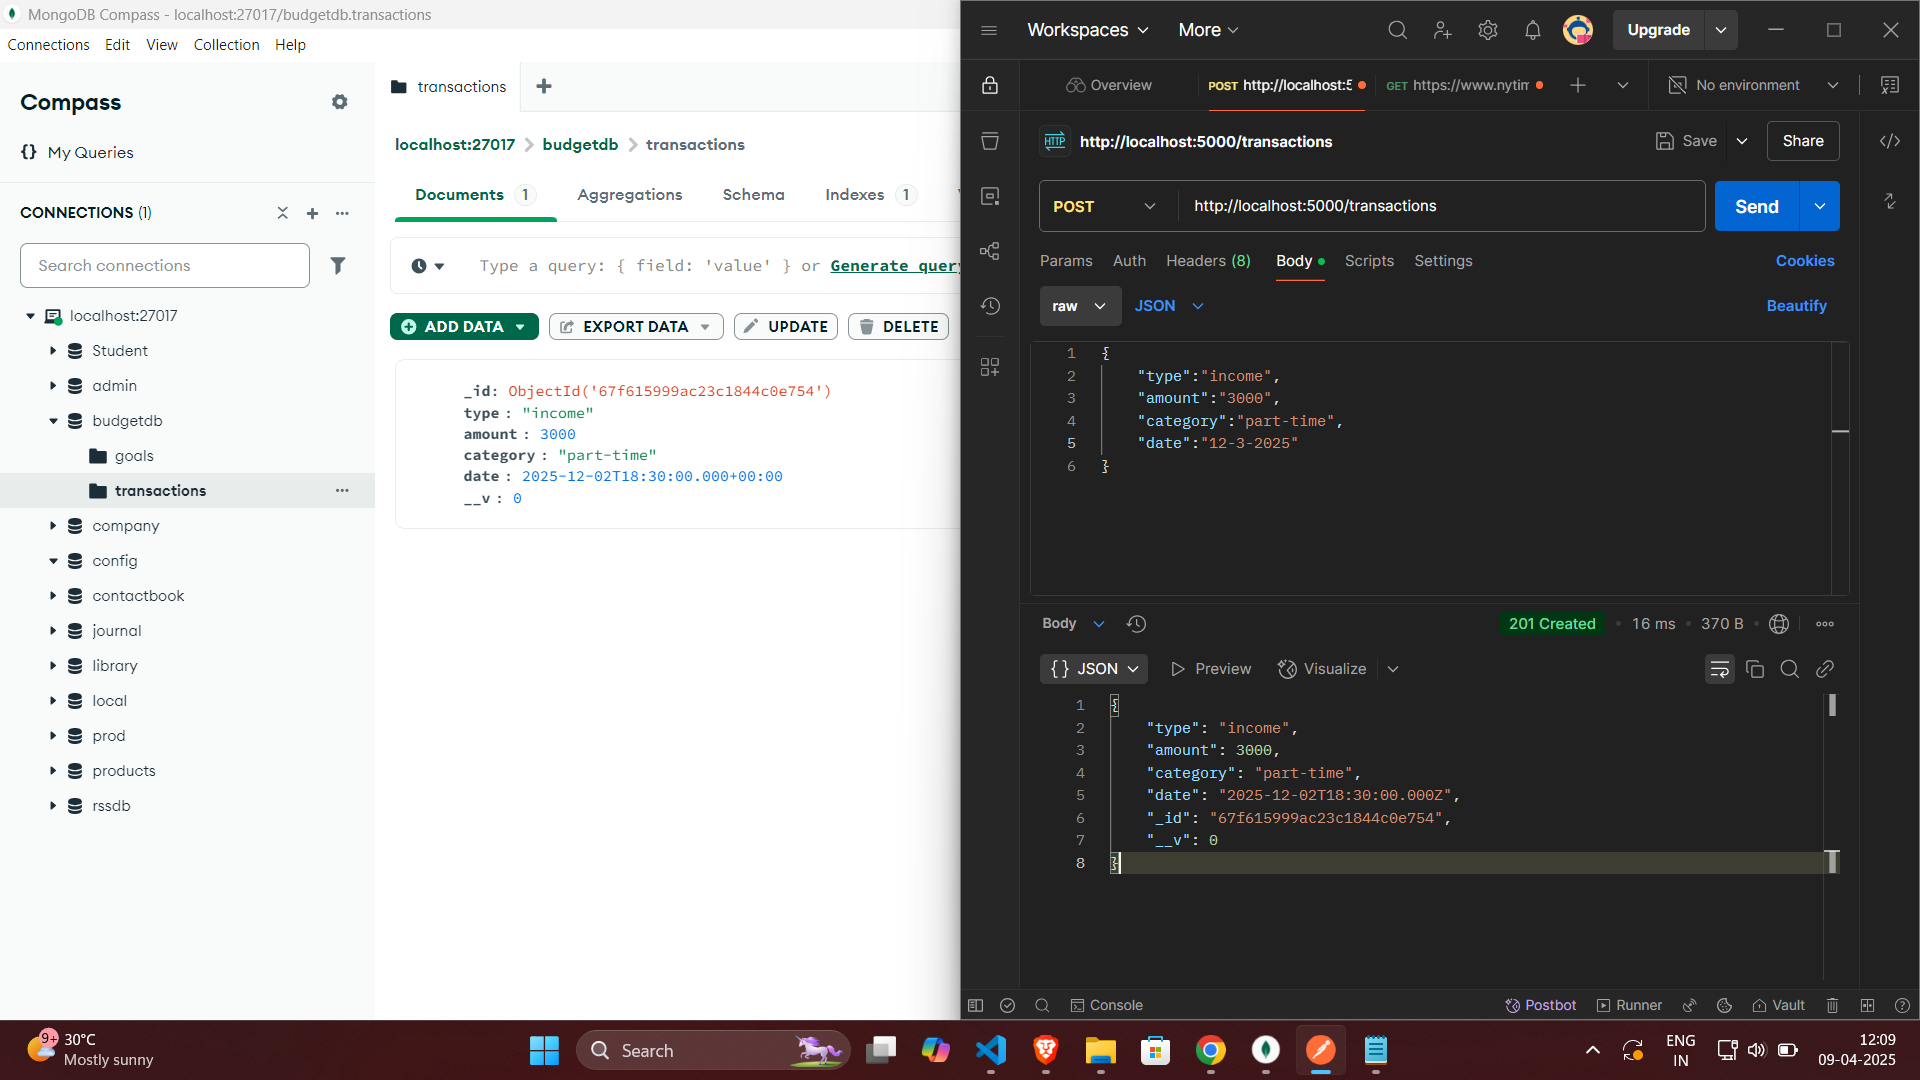 MongoDB Compass - localhost:27017/budgetdb.transactions
Connections Edit View Collection Help
Compass
{} My Queries
CONNECTIONS (1)
Search connections
localhost:27017
Student
admin
budgetdb
goals
transactions
company
config
contactbook
journal
library
local
prod
products
rssdb
transactions
localhost:27017 > budgetdb > transactions
Documents 1 Aggregations Schema Indexes 1
Type a query: { field: 'value' } or Generate query
ADD DATA EXPORT DATA UPDATE DELETE
_id: ObjectId('67f615999ac23c1844c0e754')
type : "income"
amount : 3000
category : "part-time"
date : 2025-12-02T18:30:00.000+00:00
__v : 0
Workspaces More Upgrade
Overview POST http://localhost:5 GET https://www.nytim No environment
HTTP http://localhost:5000/transactions Save Share
POST http://localhost:5000/transactions Send
Params Auth Headers (8) Body Scripts Settings Cookies
raw JSON Beautify
1 {
2 "type":"income",
3 "amount":"3000",
4 "category":"part-time",
5 "date":"12-3-2025"
6 }
Body 201 Created 16 ms 370 B
{} JSON Preview Visualize
1 {
2 "type": "income",
3 "amount": 3000,
4 "category": "part-time",
5 "date": "2025-12-02T18:30:00.000Z",
6 "_id": "67f615999ac23c1844c0e754",
7 "__v": 0
8 }
Console Postbot Runner Vault
9+ 30°C
Mostly sunny
Search
ENG
IN
12:09
09-04-2025